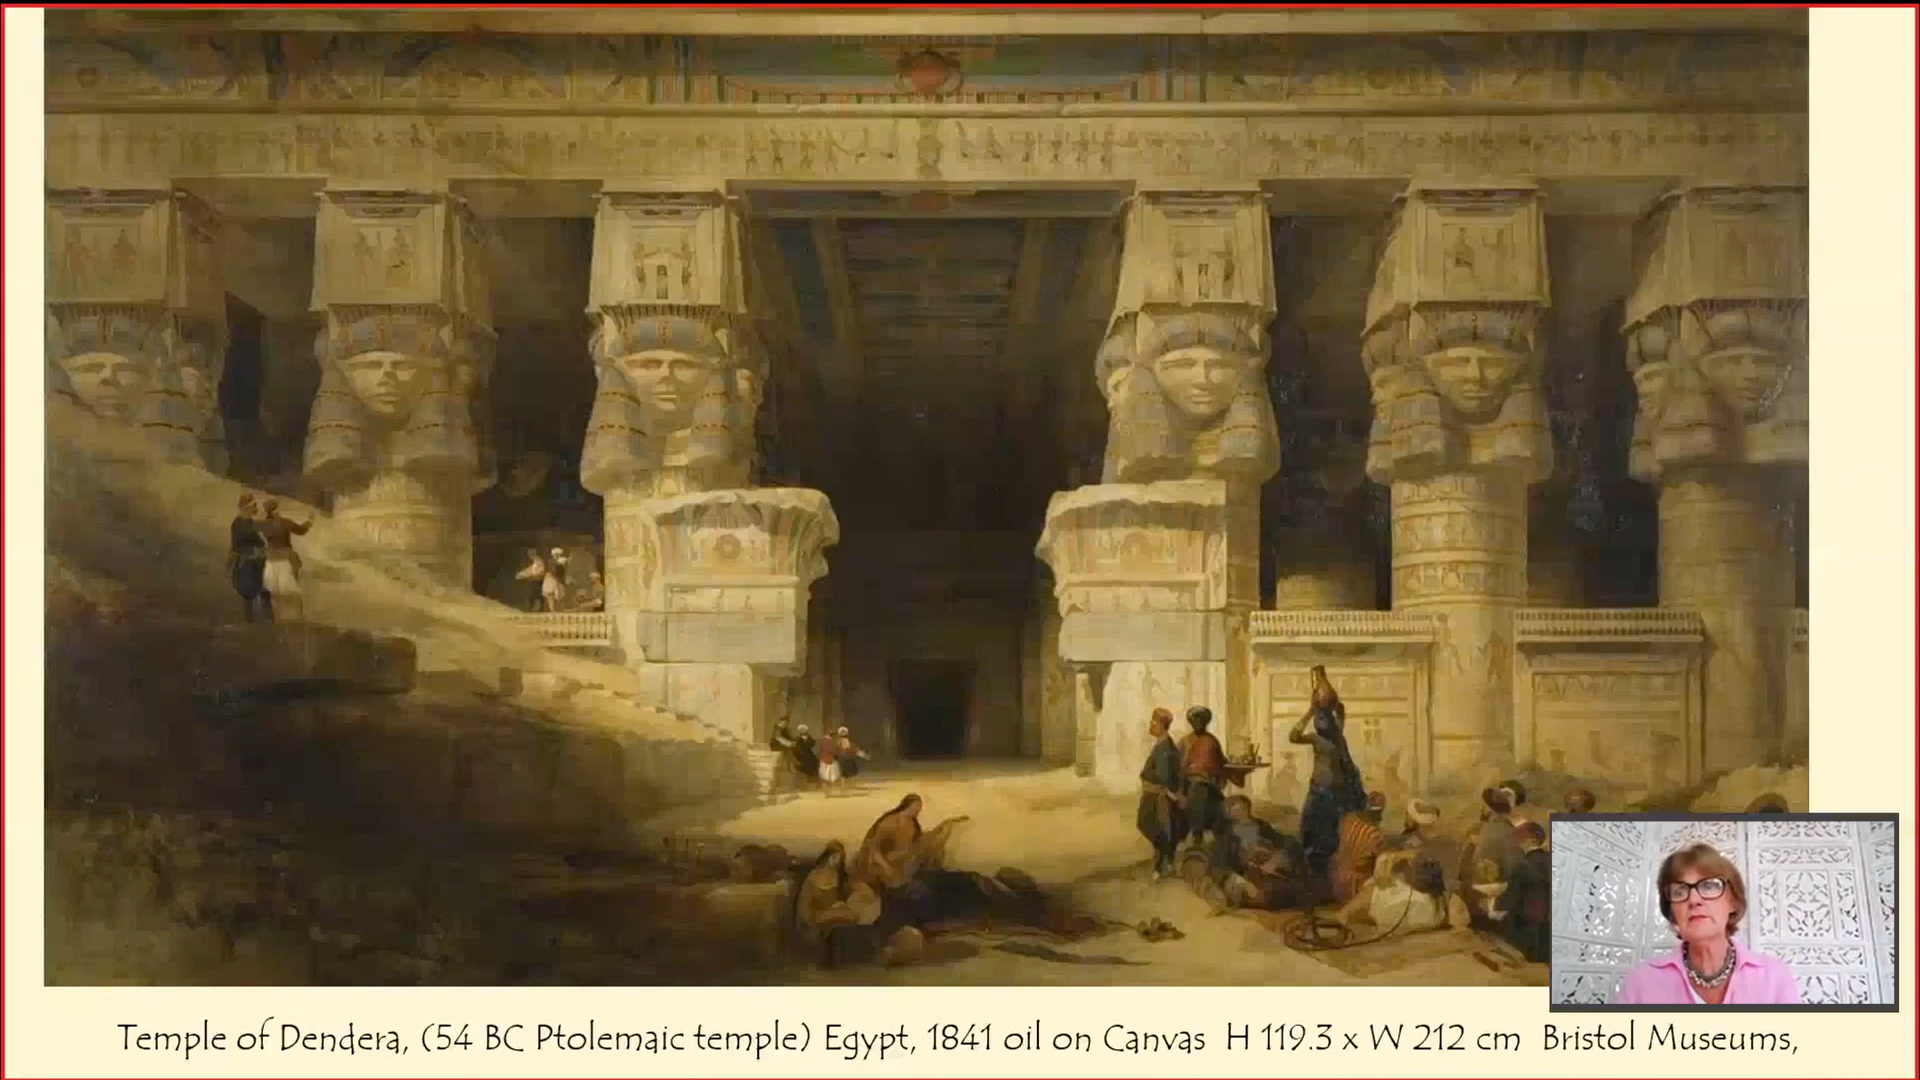 Temple of Dendera, (54 BC Ptolemaic temple) Egypt, 1841 oil on Canvas H 119.3 x W 212 cm Bristol Museums,